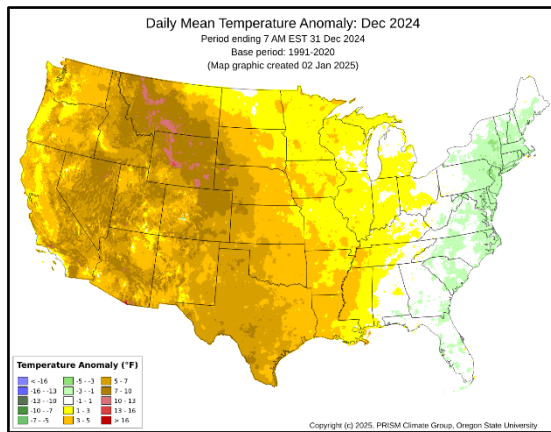 Daily Mean Temperature Anomaly: Dec 2024
Period ending 7 AM EST 31 Dec 2024
Base period: 1991-2020
(Map graphic created 02 Jan 2025)
Temperature Anomaly (°F)
< -16 -5 - -3 5 - 7
-16 - -13 -3 - -1 7 - 10
-13 - -10 -1 - 1 10 - 13
-10 - -7 1 - 3 13 - 16
-7 - -5 3 - 5 > 16
Copyright (c) 2025, PRISM Climate Group, Oregon State University